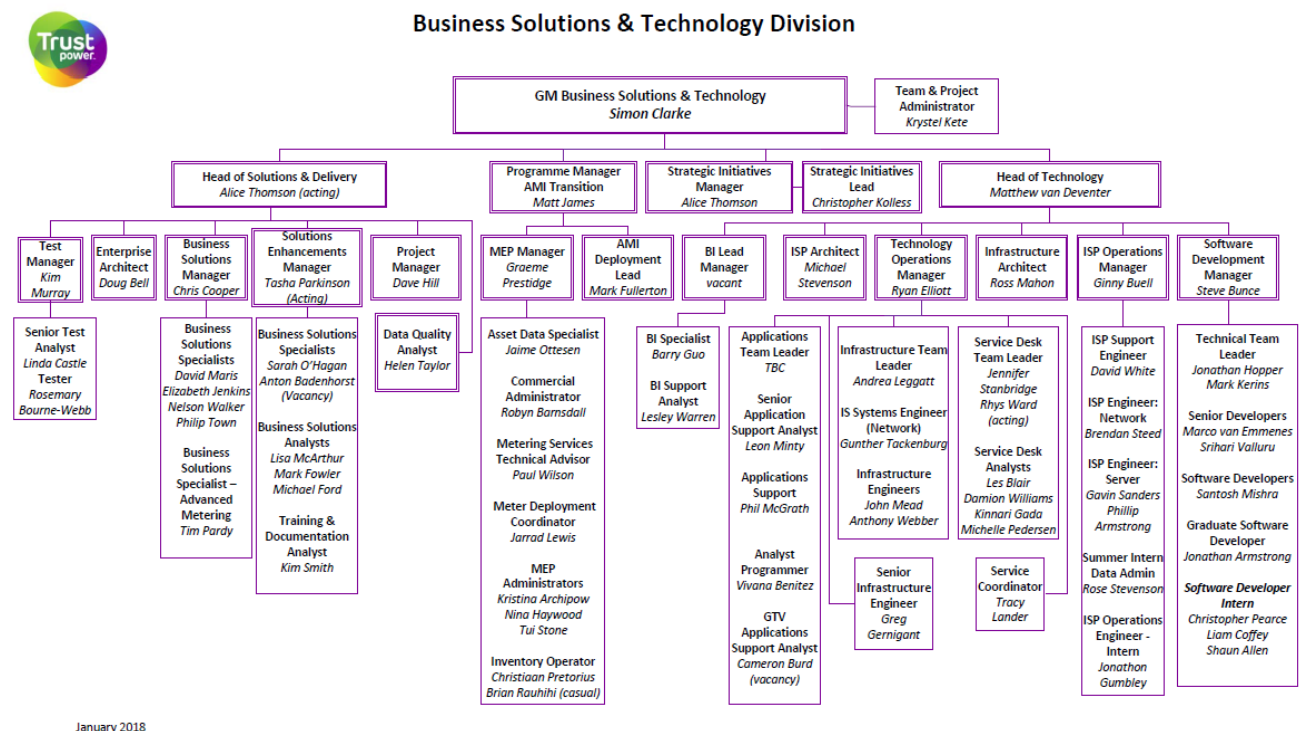 Business Solutions & Technology Division
Trust
power.
GM Business Solutions & Technology
Simon Clarke
Team & Project
Administrator
Krystel Kete
Head of Solutions & Delivery
Alice Thomson (acting)
Programme Manager
AMI Transition
Matt James
Strategic Initiatives
Manager
Alice Thomson
Strategic Initiatives
Lead
Christopher Kolless
Head of Technology
Matthew van Deventer
Test
Manager
Kim
Murray
Enterprise
Architect
Doug Bell
Business
Solutions
Manager
Chris Cooper
Solutions
Enhancements
Manager
Tasha Parkinson
(Acting)
Project
Manager
Dave Hill
MEP Manager
Graeme
Prestidge
AMI
Deployment
Lead
Mark Fullerton
BI Lead
Manager
vacant
ISP Architect
Michael
Stevenson
Technology
Operations
Manager
Ryan Elliott
Infrastructure
Architect
Ross Mahon
ISP Operations
Manager
Ginny Buell
Software
Development
Manager
Steve Bunce
Senior Test
Analyst
Linda Castle
Tester
Rosemary
Bourne-Webb
Business
Solutions
Specialists
David Maris
Elizabeth Jenkins
Nelson Walker
Philip Town
Business
Solutions
Specialist –
Advanced
Metering
Tim Pardy
Business Solutions
Specialists
Sarah O'Hagan
Anton Badenhorst
(Vacancy)
Business Solutions
Analysts
Lisa McArthur
Mark Fowler
Michael Ford
Training &
Documentation
Analyst
Kim Smith
Data Quality
Analyst
Helen Taylor
Asset Data Specialist
Jaime Ottesen
Commercial
Administrator
Robyn Barnsdall
Metering Services
Technical Advisor
Paul Wilson
Meter Deployment
Coordinator
Jarrad Lewis
MEP
Administrators
Kristina Archipow
Nina Haywood
Tui Stone
Inventory Operator
Christiaan Pretorius
Brian Rauhihi (casual)
BI Specialist
Barry Guo
BI Support
Analyst
Lesley Warren
Applications
Team Leader
TBC
Senior
Application
Support Analyst
Leon Minty
Applications
Support
Phil McGrath
Analyst
Programmer
Vivana Benitez
GTV
Applications
Support Analyst
Cameron Burd
(vacancy)
Infrastructure Team
Leader
Andrea Leggatt
IS Systems Engineer
(Network)
Gunther Tackenburg
Infrastructure
Engineers
John Mead
Anthony Webber
Senior
Infrastructure
Engineer
Greg
Gernigant
Service Desk
Team Leader
Jennifer
Stanbridge
Rhys Ward
(acting)
Service Desk
Analysts
Les Blair
Damion Williams
Kinnari Gada
Michelle Pedersen
Service
Coordinator
Tracy
Lander
ISP Support
Engineer
David White
ISP Engineer:
Network
Brendan Steed
ISP Engineer:
Server
Gavin Sanders
Phillip
Armstrong
Summer Intern
Data Admin
Rose Stevenson
ISP Operations
Engineer -
Intern
Jonathon
Gumbley
Technical Team
Leader
Jonathan Hopper
Mark Kerins
Senior Developers
Marco van Emmenes
Srihari Valluru
Software Developers
Santosh Mishra
Graduate Software
Developer
Jonathan Armstrong
Software Developer
Intern
Christopher Pearce
Liam Coffey
Shaun Allen
January 2018